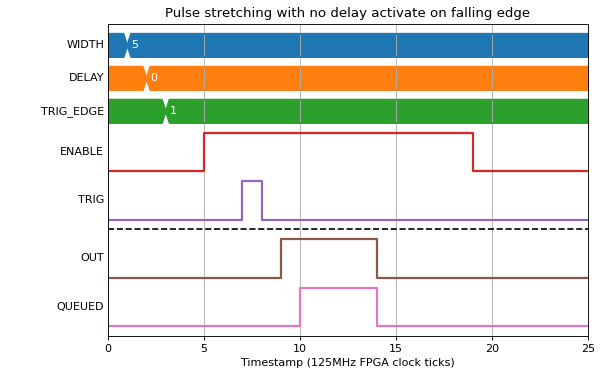 Pulse stretching with no delay activate on falling edge
WIDTH 5
DELAY 0
TRIG_EDGE 1
ENABLE
TRIG
OUT
QUEUED
0 5 10 15 20 25
Timestamp (125MHz FPGA clock ticks)